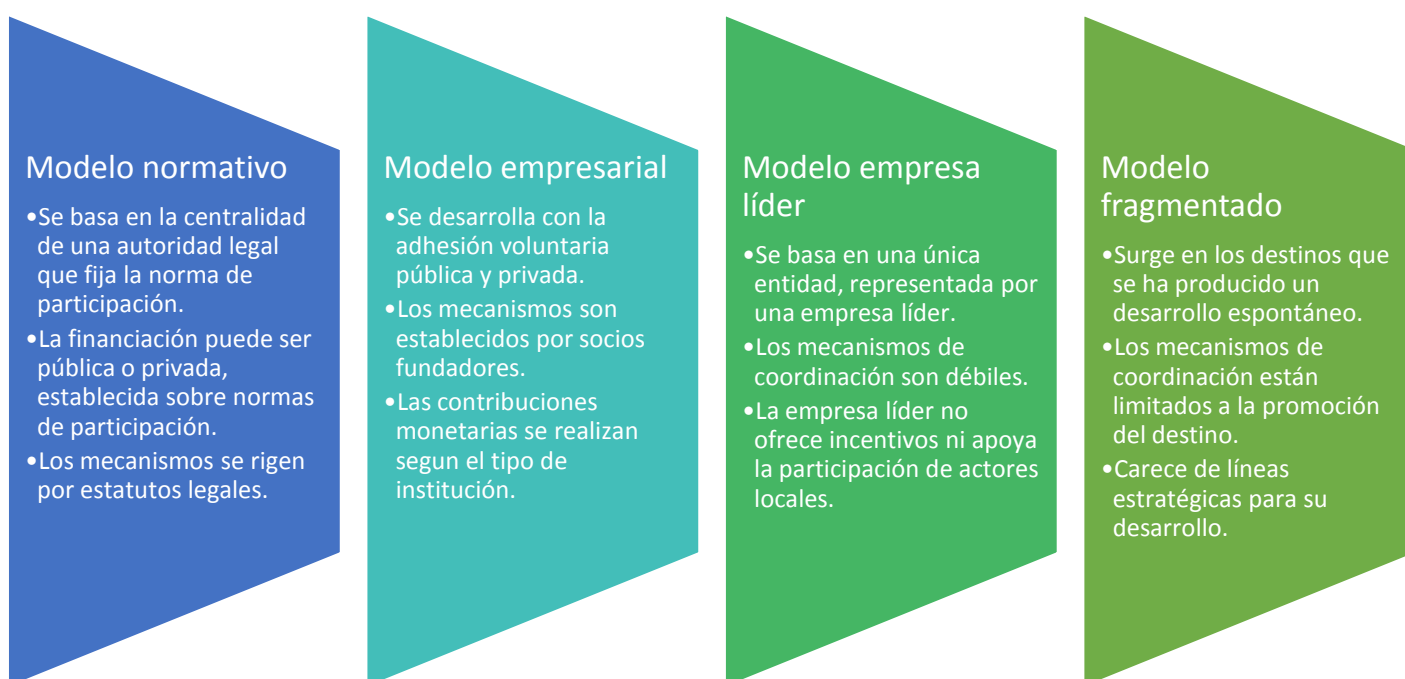 Modelo normativo
•Se basa en la centralidad
de una autoridad legal
que fija la norma de
participación.
•La financiación puede ser
pública o privada,
establecida sobre normas
de participación.
•Los mecanismos se rigen
por estatutos legales.
Modelo empresarial
•Se desarrolla con la
adhesión voluntaria
pública y privada.
•Los mecanismos son
establecidos por socios
fundadores.
•Las contribuciones
monetarias se realizan
segun el tipo de
institución.
Modelo empresa
líder
•Se basa en una única
entidad, representada por
una empresa líder.
•Los mecanismos de
coordinación son débiles.
•La empresa líder no
ofrece incentivos ni apoya
la participación de actores
locales.
Modelo
fragmentado
•Surge en los destinos que
se ha producido un
desarrollo espontáneo.
•Los mecanismos de
coordinación están
limitados a la promoción
del destino.
•Carece de líneas
estratégicas para su
desarrollo.